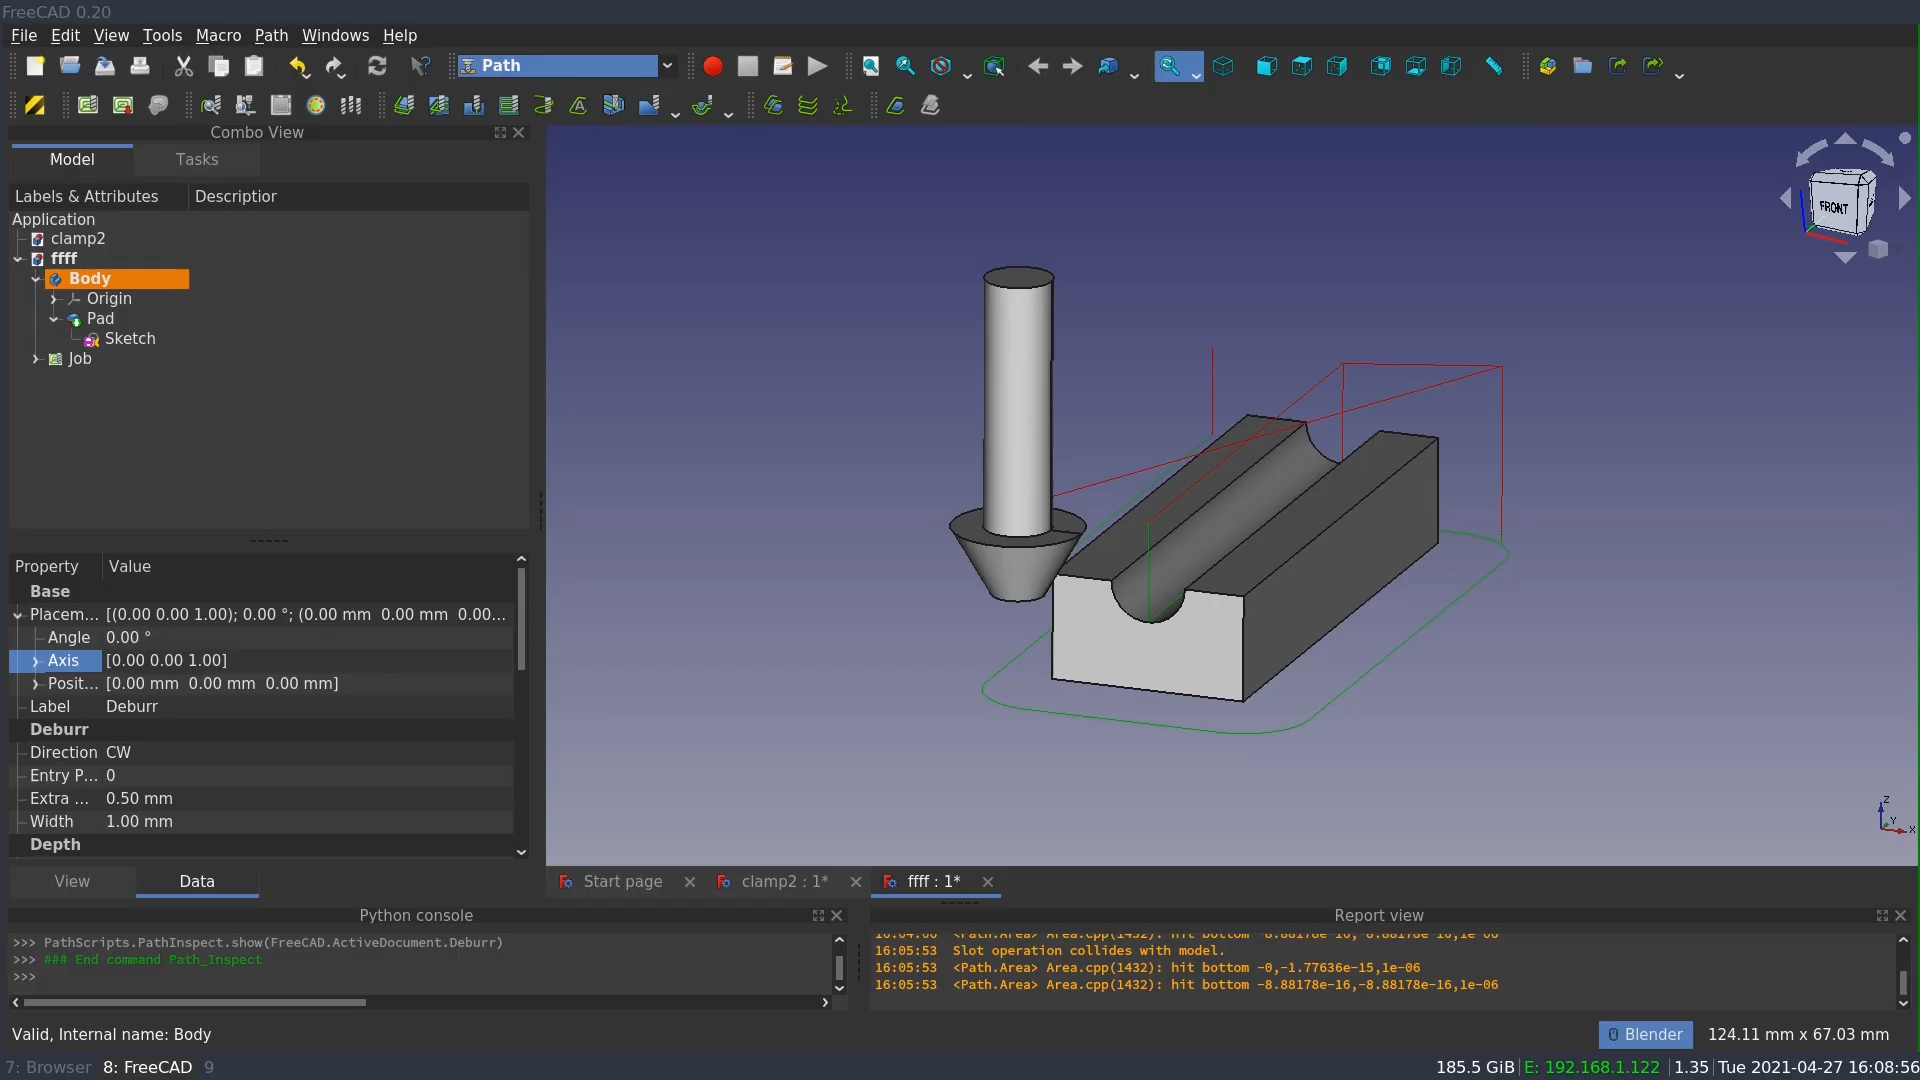 FreeCAD 0.20
File Edit View Tools Macro Path Windows Help
Path
Combo View
Model Tasks
Labels & Attributes Descriptior
Application
clamp2
ffff
Body
Origin
Pad
Sketch
Job
FRONT
Property Value
Base
Placem... [(0.00 0.00 1.00); 0.00 °; (0.00 mm 0.00 mm 0.00...
Angle 0.00 °
Axis [0.00 0.00 1.00]
Posit... [0.00 mm 0.00 mm 0.00 mm]
Label Deburr
Deburr
Direction CW
Entry P... 0
Extra ... 0.50 mm
Width 1.00 mm
Depth
Z
Y
X
View Data
Start page clamp2 : 1* ffff : 1*
Python console
>>> PathScripts.PathInspect.show(FreeCAD.ActiveDocument.Deburr)
>>> ### End command Path_Inspect
>>>
Report view
16:05:53 Slot operation collides with model.
16:05:53 <Path.Area> Area.cpp(1432): hit bottom -0,-1.77636e-15,1e-06
16:05:53 <Path.Area> Area.cpp(1432): hit bottom -8.88178e-16,-8.88178e-16,1e-06
Valid, Internal name: Body
Blender 124.11 mm x 67.03 mm
7: Browser 8: FreeCAD 9
185.5 GiB E: 192.168.1.122 1.35 Tue 2021-04-27 16:08:56